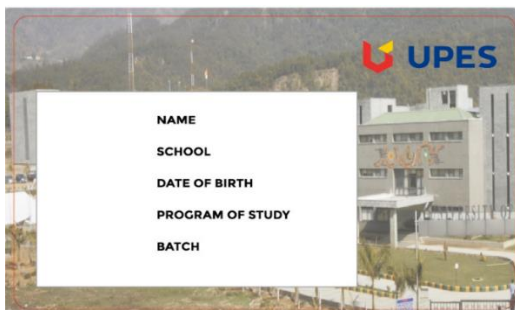 UPES
NAME
SCHOOL
DATE OF BIRTH
PROGRAM OF STUDY
BATCH